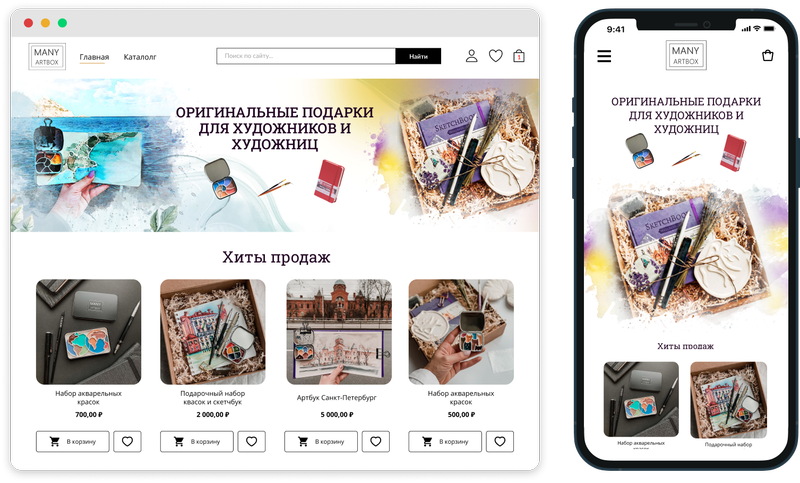 MANY
ARTBOX
Главная
Каталог
Поиск по сайту...
Найти
1
ОРИГИНАЛЬНЫЕ ПОДАРКИ
ДЛЯ ХУДОЖНИКОВ И
ХУДОЖНИЦ
SKETCHBOOK
Хиты продаж
Набор акварельных
красок
700,00 ₽
В корзину
Подарочный набор
квасок и скетчбук
2 000,00 ₽
В корзину
Артбук Санкт-Петербург
5 000,00 ₽
В корзину
Набор акварельных
красок
500,00 ₽
В корзину
9:41
MANY
ARTBOX
ОРИГИНАЛЬНЫЕ ПОДАРКИ
ДЛЯ ХУДОЖНИКОВ И
ХУДОЖНИЦ
SKETCHBOOK
Хиты продаж
Набор акварельных
Подарочный набор